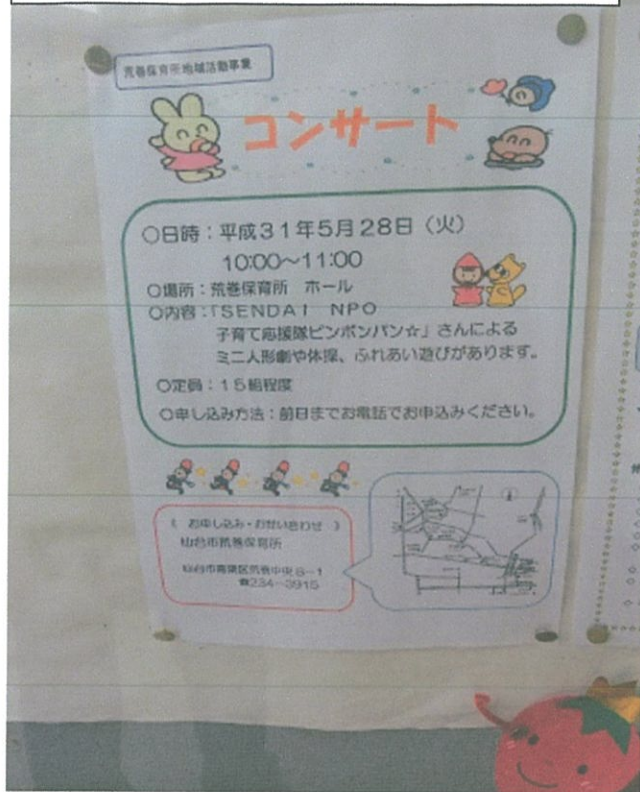 荒巻保育所地域活動事業
コンサート
〇日時：平成31年5月28日（火）
10:00～11:00
〇場所：荒巻保育所　ホール
〇内容：「SENDAI　NPO
子育て応援隊ピンポンパン☆」さんによる
ミニ人形劇や体操、ふれあい遊びがあります。
〇定員：15組程度
〇申し込み方法：前日までお電話でお申込みください。
《　お申し込み・お問い合わせ　》
仙台市荒巻保育所
仙台市青葉区荒巻中央8－1
☎234－3915